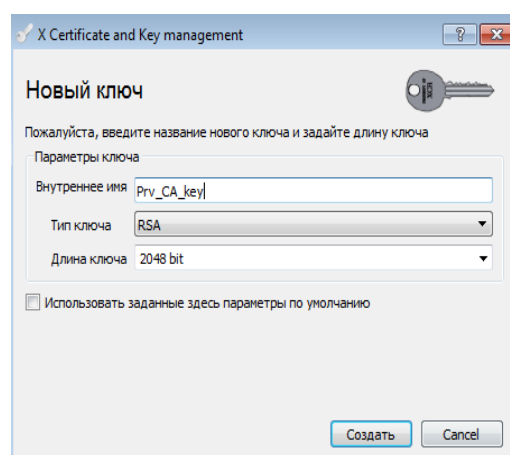 X Certificate and Key management
Новый ключ
Пожалуйста, введите название нового ключа и задайте длину ключа
Параметры ключа
Внутреннее имя Prv_CA_key
Тип ключа RSA
Длина ключа 2048 bit
Использовать заданные здесь параметры по умолчанию
Создать Cancel